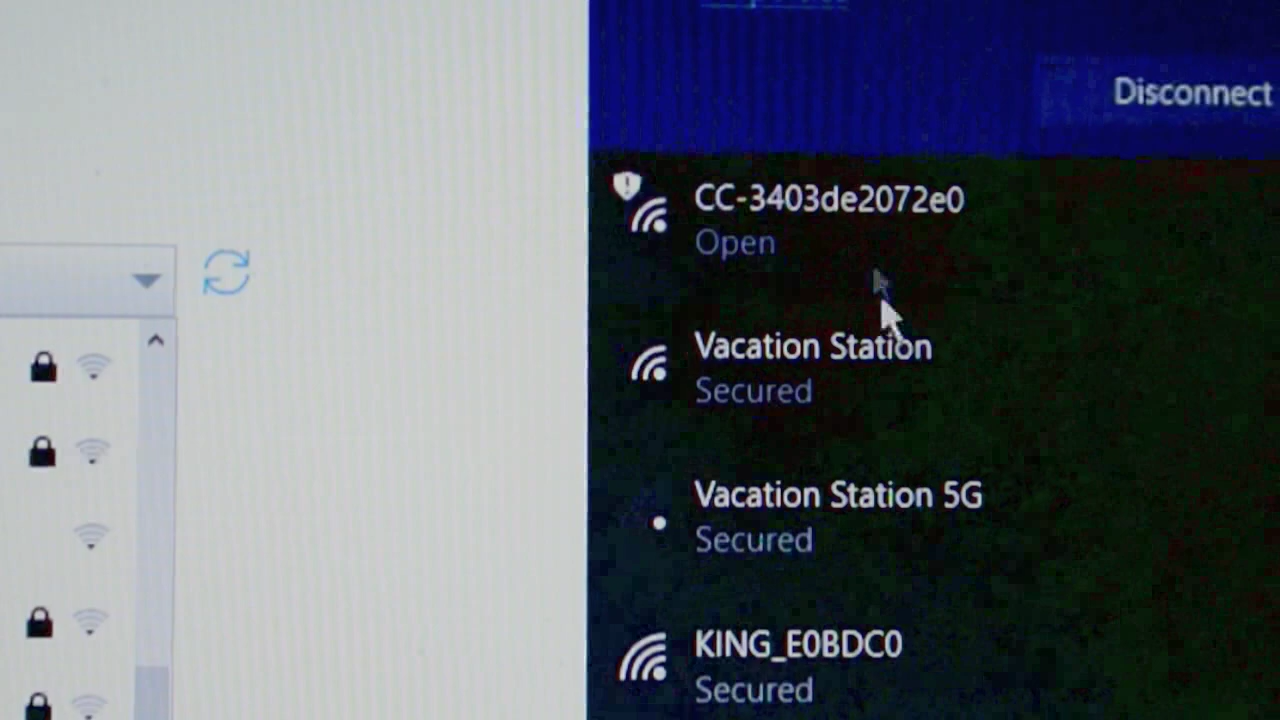 Disconnect
CC-3403de2072e0
Open
Vacation Station
Secured
Vacation Station 5G
Secured
KING_E0BDC0
Secured